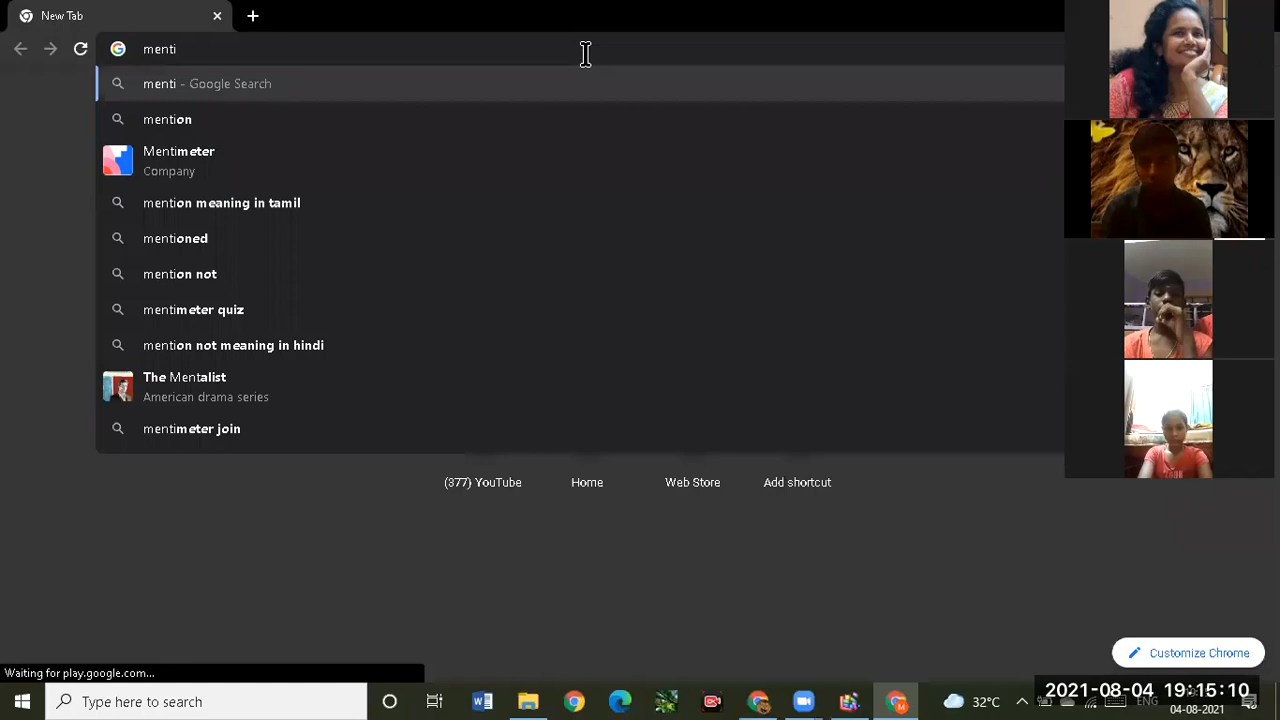 New Tab
menti
menti - Google Search
mention
Mentimeter
Company
mention meaning in tamil
mentioned
mention not
mentimeter quiz
mention not meaning in hindi
The Mentalist
American drama series
mentimeter join
(377) YouTube Home Web Store Add shortcut
Customize Chrome
Waiting for play.google.com...
Type here to search
32°C
ENG
2021-08-04 19:15:10
04-08-2021